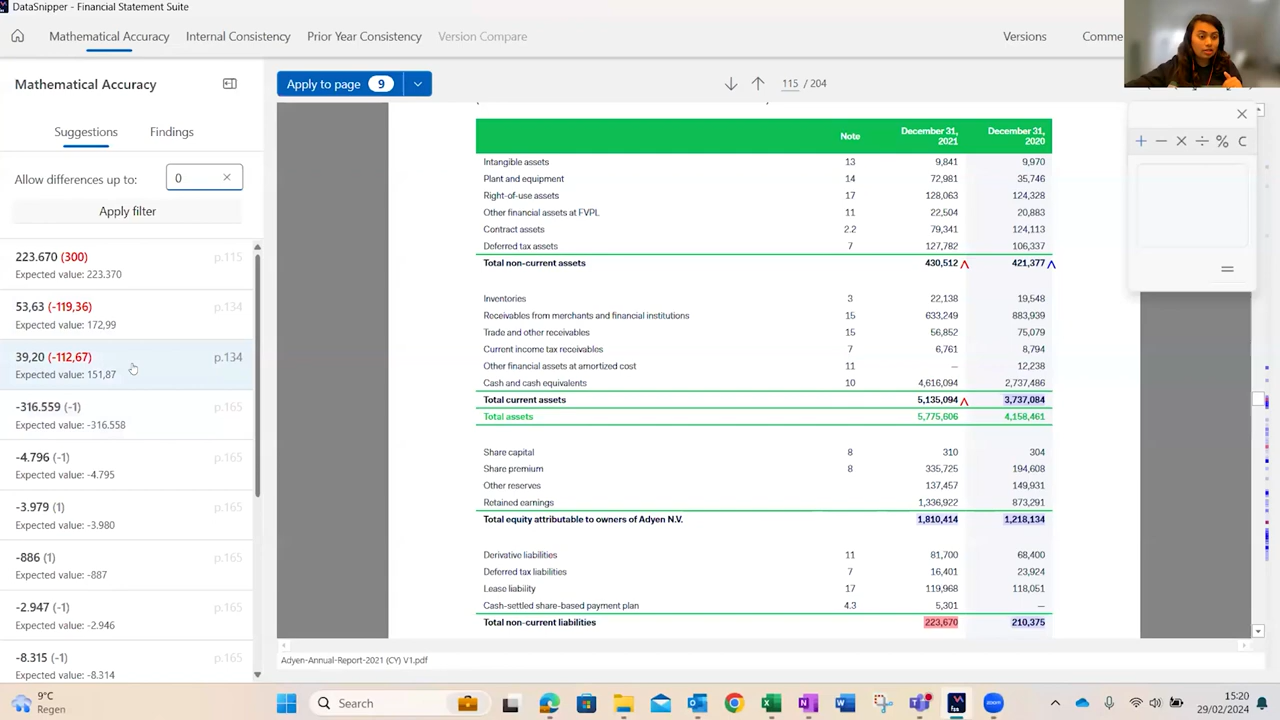 DataSnipper - Financial Statement Suite
Mathematical Accuracy Internal Consistency Prior Year Consistency Version Compare Versions Comme
Mathematical Accuracy
Suggestions Findings
Allow differences up to: 0
Apply filter
223.670 (300) p.115
Expected value: 223.370
53,63 (-119,36) p.134
Expected value: 172,99
39,20 (-112,67) p.134
Expected value: 151,87
-316.559 (-1) p.165
Expected value: -316.558
-4.796 (-1) p.165
Expected value: -4.795
-3.979 (1) p.165
Expected value: -3.980
-886 (1) p.165
Expected value: -887
-2.947 (-1) p.165
Expected value: -2.946
-8.315 (-1) p.165
Expected value: -8.314
Apply to page 9
115 / 204
Note December 31, 2021 December 31, 2020
Intangible assets 13 9,841 9,970
Plant and equipment 14 72,981 35,746
Right-of-use assets 17 128,063 124,328
Other financial assets at FVPL 11 22,504 20,883
Contract assets 2.2 79,341 124,113
Deferred tax assets 7 127,782 106,337
Total non-current assets 430,512 421,377
Inventories 3 22,138 19,548
Receivables from merchants and financial institutions 15 633,249 883,939
Trade and other receivables 15 56,852 75,079
Current income tax receivables 7 6,761 8,794
Other financial assets at amortized cost 11 — 12,238
Cash and cash equivalents 10 4,616,094 2,737,486
Total current assets 5,135,094 3,737,084
Total assets 5,775,606 4,158,461
Share capital 8 310 304
Share premium 8 335,725 194,608
Other reserves 137,457 149,931
Retained earnings 1,336,922 873,291
Total equity attributable to owners of Adyen N.V. 1,810,414 1,218,134
Derivative liabilities 11 81,700 68,400
Deferred tax liabilities 7 16,401 23,924
Lease liability 17 119,968 118,051
Cash-settled share-based payment plan 4.3 5,301 —
Total non-current liabilities 223,670 210,375
+ − × ÷ % C
=
Adyen-Annual-Report-2021 (CY) V1.pdf
9°C
Regen
Search
15:20
29/02/2024